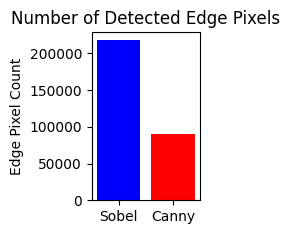 Number of Detected Edge Pixels
Edge Pixel Count
200000
150000
100000
50000
0
Sobel Canny